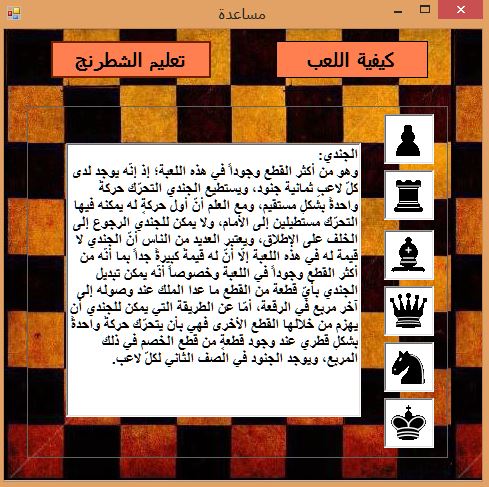 مساعدة
كيفية اللعب
تعليم الشطرنج
الجندي:
وهو من أكثر القطع وجوداً في هذه اللعبة؛ إذ إنّه يوجد لدى
كلّ لاعب ثمانية جنود، ويستطيع الجندي التحرّك حركة
واحدةً بشكلٍ مستقيم، ومع العلم أنّ أول حركةٍ له يمكنه فيها
التحرّك مستطيلين إلى الأمام، ولا يمكن للجندي الرجوع إلى
الخلف على الإطلاق، ويعتبر العديد من الناس أنّ الجندي لا
قيمة له في هذه اللعبة إلّا أنّ له قيمة كبيرةً جداً بما أنّه من
أكثر القطع وجوداً في اللعبة وخصوصاً أنّه يمكن تبديل
الجندي بأيّ قطعة من القطع ما عدا الملك عند وصوله إلى
آخر مربع في الرقعة، أمّا عن الطريقة التي يمكن للجندي أن
يهزم من خلالها القطع الأخرى فهي بأن يتحرّك حركة واحدةً
بشكل قطري عند وجود قطعةٍ من قطع الخصم في ذلك
المربع، ويوجد الجنود في الصف الثاني لكلّ لاعب.